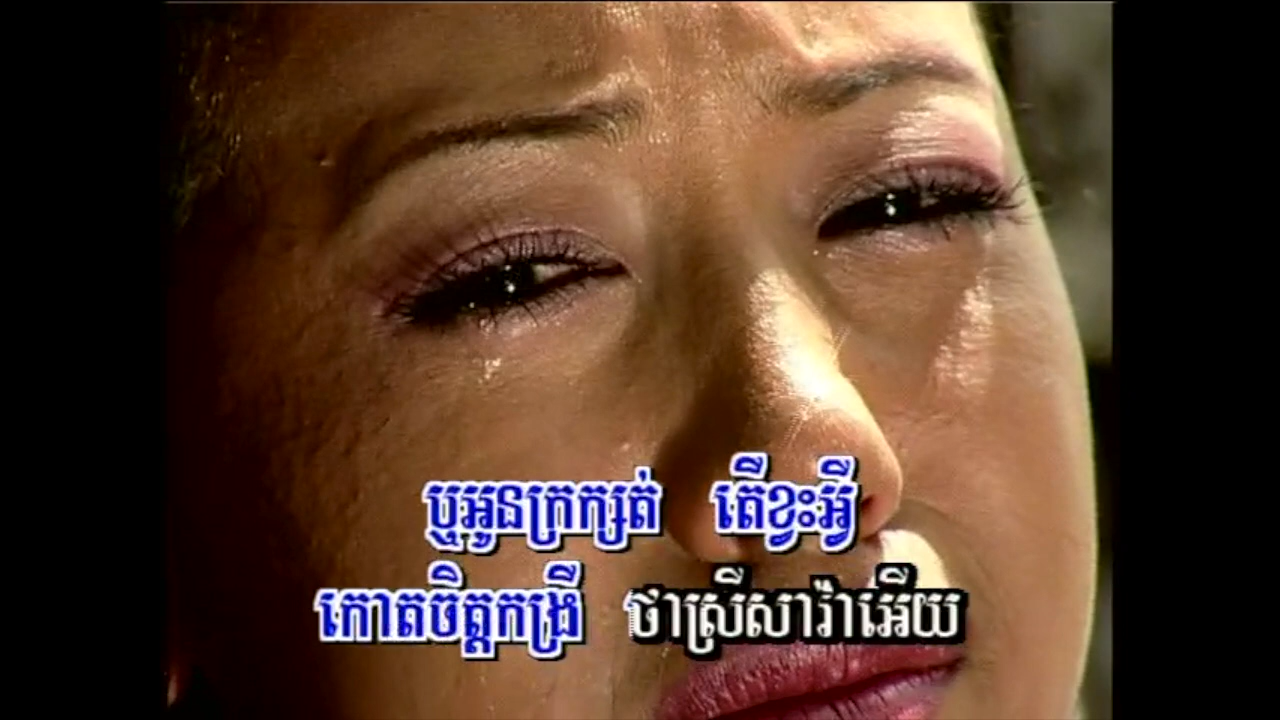 ឬអូនក្រក្សត់ តើខ្វះអ្វី
កោតចិត្តកង្រី ថាស្រីសាវ៉ាអើយ